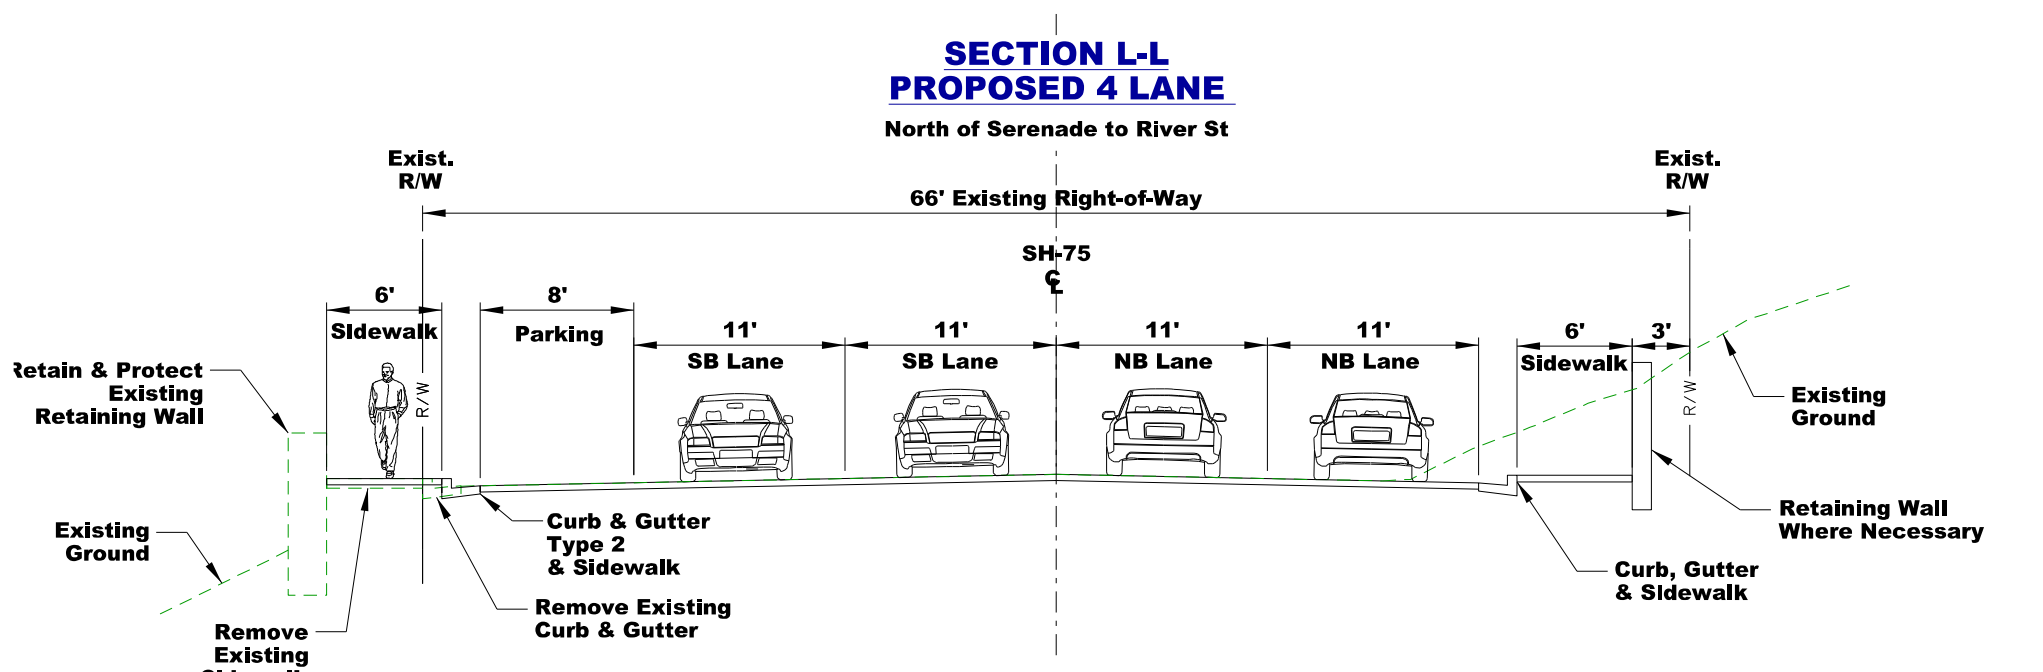 SECTION L-L
PROPOSED 4 LANE
North of Serenade to River St
Exist.
R/W
Exist.
R/W
66' Existing Right-of-Way
SH-75
CL
6'
Sidewalk
8'
Parking
11'
SB Lane
11'
SB Lane
11'
NB Lane
11'
NB Lane
6'
Sidewalk
3'
R/W
R/W
Retain & Protect
Existing
Retaining Wall
Existing
Ground
Existing
Ground
Curb & Gutter
Type 2
& Sidewalk
Remove Existing
Curb & Gutter
Remove
Existing
Retaining Wall
Where Necessary
Curb, Gutter
& Sidewalk